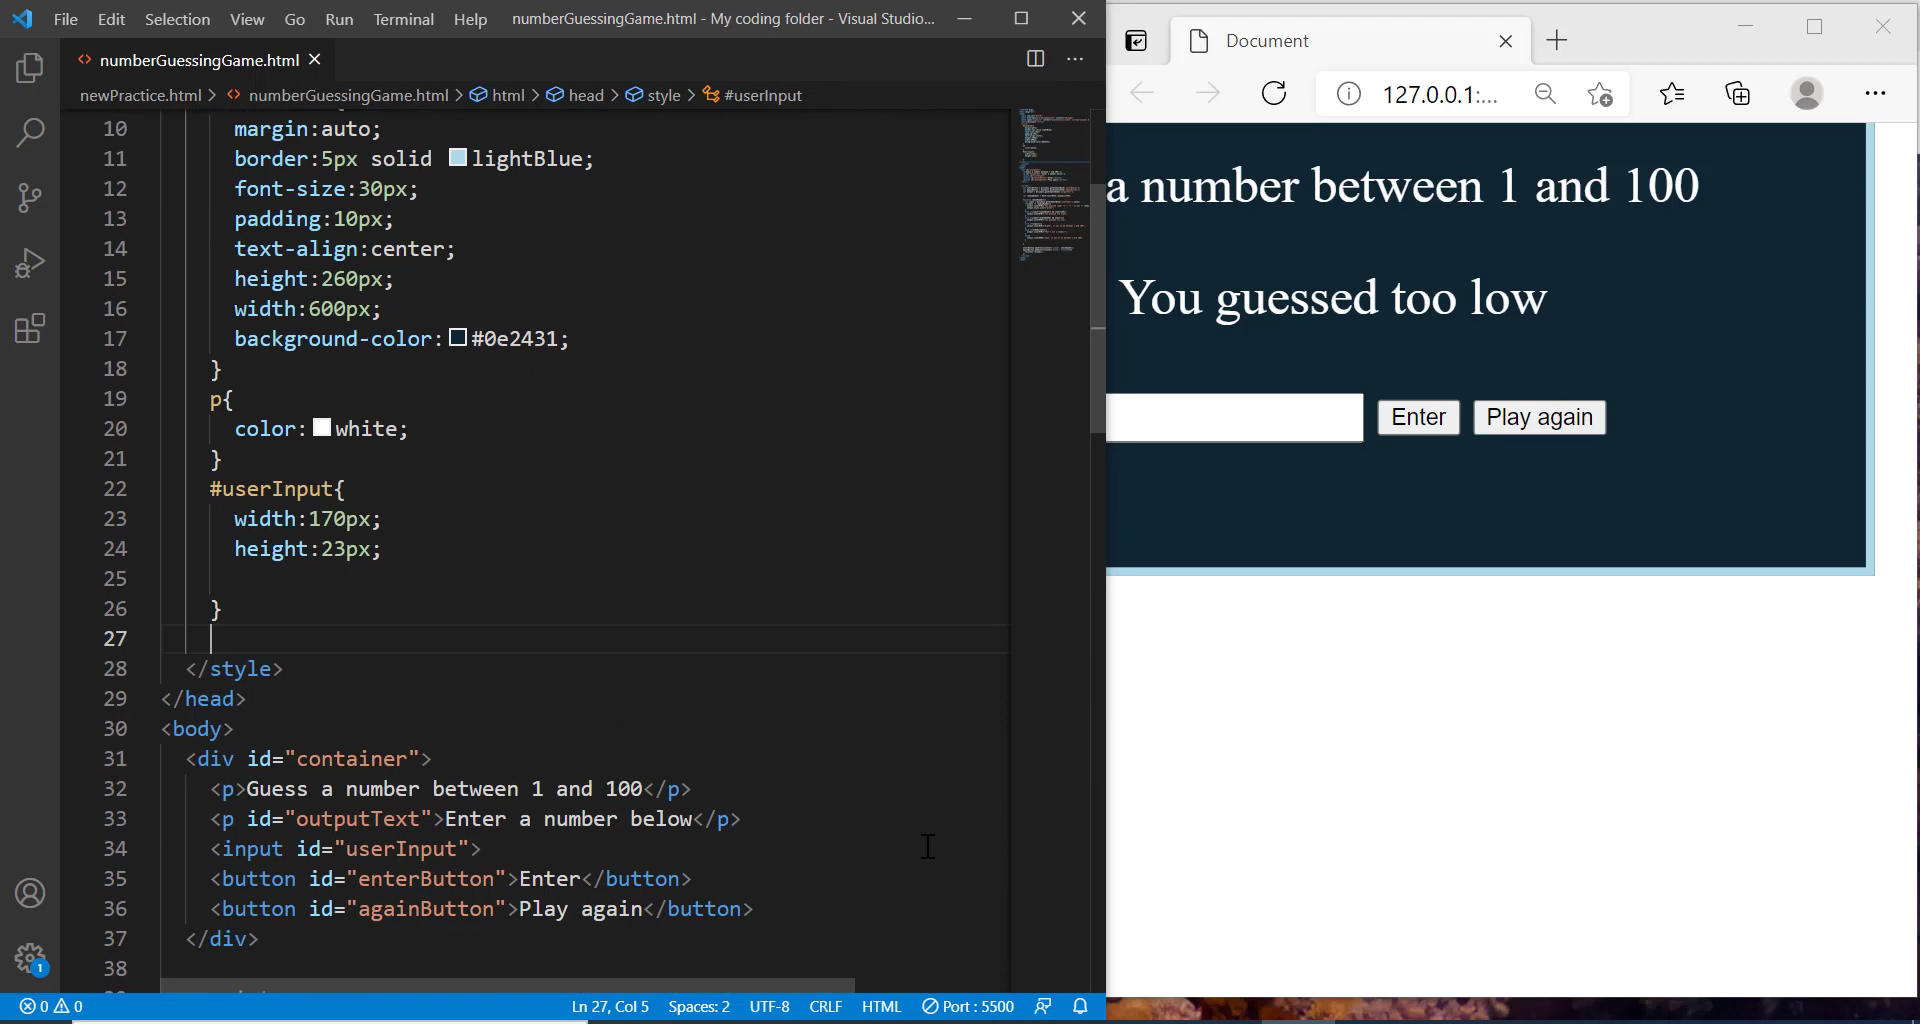 File Edit Selection View Go Run Terminal Help numberGuessingGame.html - My coding folder - Visual Studio...
numberGuessingGame.html
newPractice.html > numberGuessingGame.html > html > head > style > #userInput
10 margin:auto;
11 border:5px solid lightBlue;
12 font-size:30px;
13 padding:10px;
14 text-align:center;
15 height:260px;
16 width:600px;
17 background-color:#0e2431;
18 }
19 p{
20 color:white;
21 }
22 #userInput{
23 width:170px;
24 height:23px;
25
26 }
27
28 </style>
29 </head>
30 <body>
31 <div id="container">
32 <p>Guess a number between 1 and 100</p>
33 <p id="outputText">Enter a number below</p>
34 <input id="userInput">
35 <button id="enterButton">Enter</button>
36 <button id="againButton">Play again</button>
37 </div>
38
1
0 0 Ln 27, Col 5 Spaces: 2 UTF-8 CRLF HTML Port : 5500
Document
127.0.0.1:...
a number between 1 and 100
You guessed too low
Enter Play again